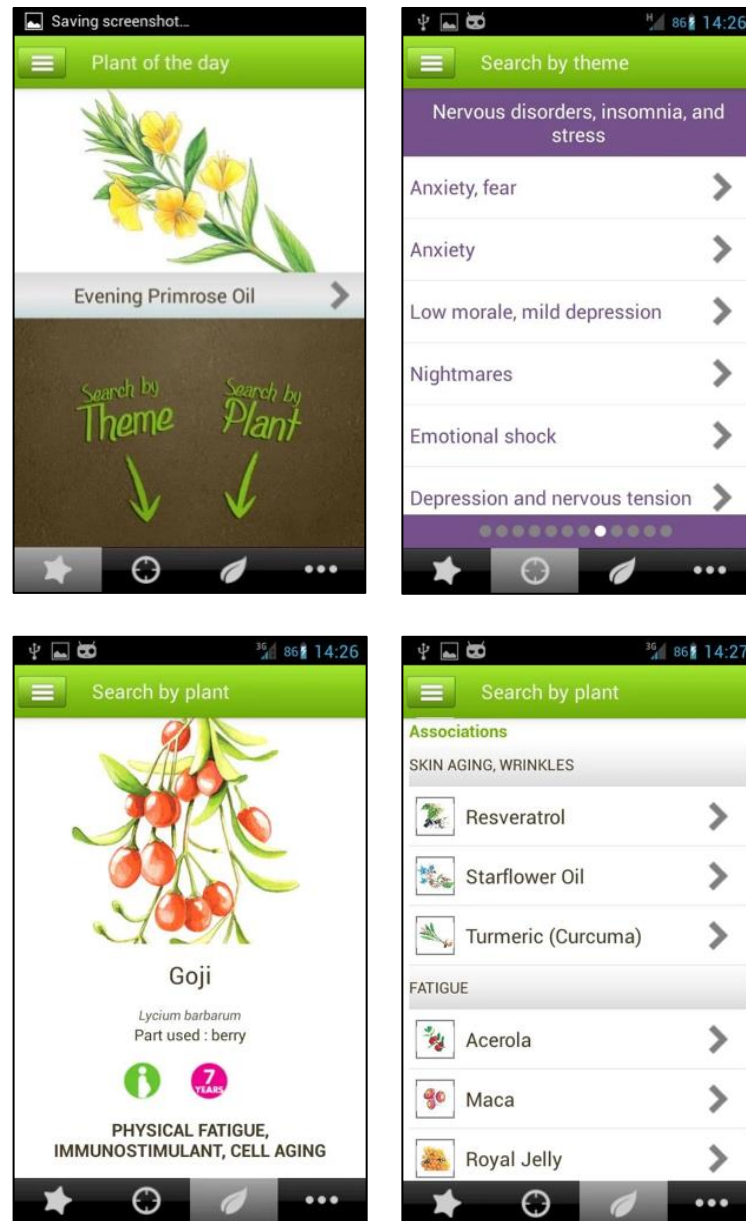 Saving screenshot...
Plant of the day
Evening Primrose Oil
Search by
Theme
Search by
Plant
H 86 14:26
Search by theme
Nervous disorders, insomnia, and
stress
Anxiety, fear
Anxiety
Low morale, mild depression
Nightmares
Emotional shock
Depression and nervous tension
3G 86 14:26
Search by plant
Goji
Lycium barbarum
Part used : berry
7
YEARS
PHYSICAL FATIGUE,
IMMUNOSTIMULANT, CELL AGING
3G 86 14:27
Search by plant
Associations
SKIN AGING, WRINKLES
Resveratrol
Starflower Oil
Turmeric (Curcuma)
FATIGUE
Acerola
Maca
Royal Jelly